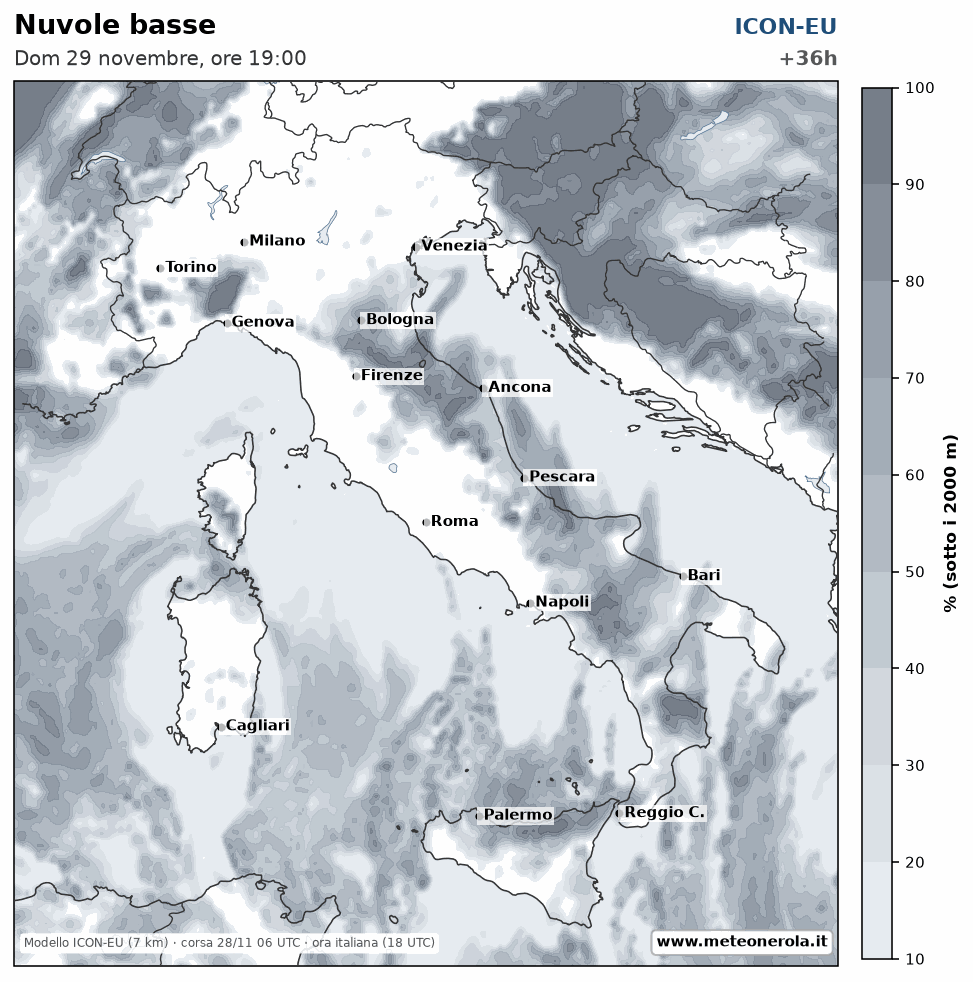 Nuvole basse
ICON-EU
Dom 29 novembre, ore 19:00
+36h
100
90
80
70
60
50
40
30
20
10
% (sotto i 2000 m)
Milano
Venezia
Torino
Genova
Bologna
Firenze
Ancona
Pescara
Roma
Bari
Napoli
Cagliari
Palermo
Reggio C.
Modello ICON-EU (7 km) · corsa 28/11 06 UTC · ora italiana (18 UTC)
www.meteonerola.it